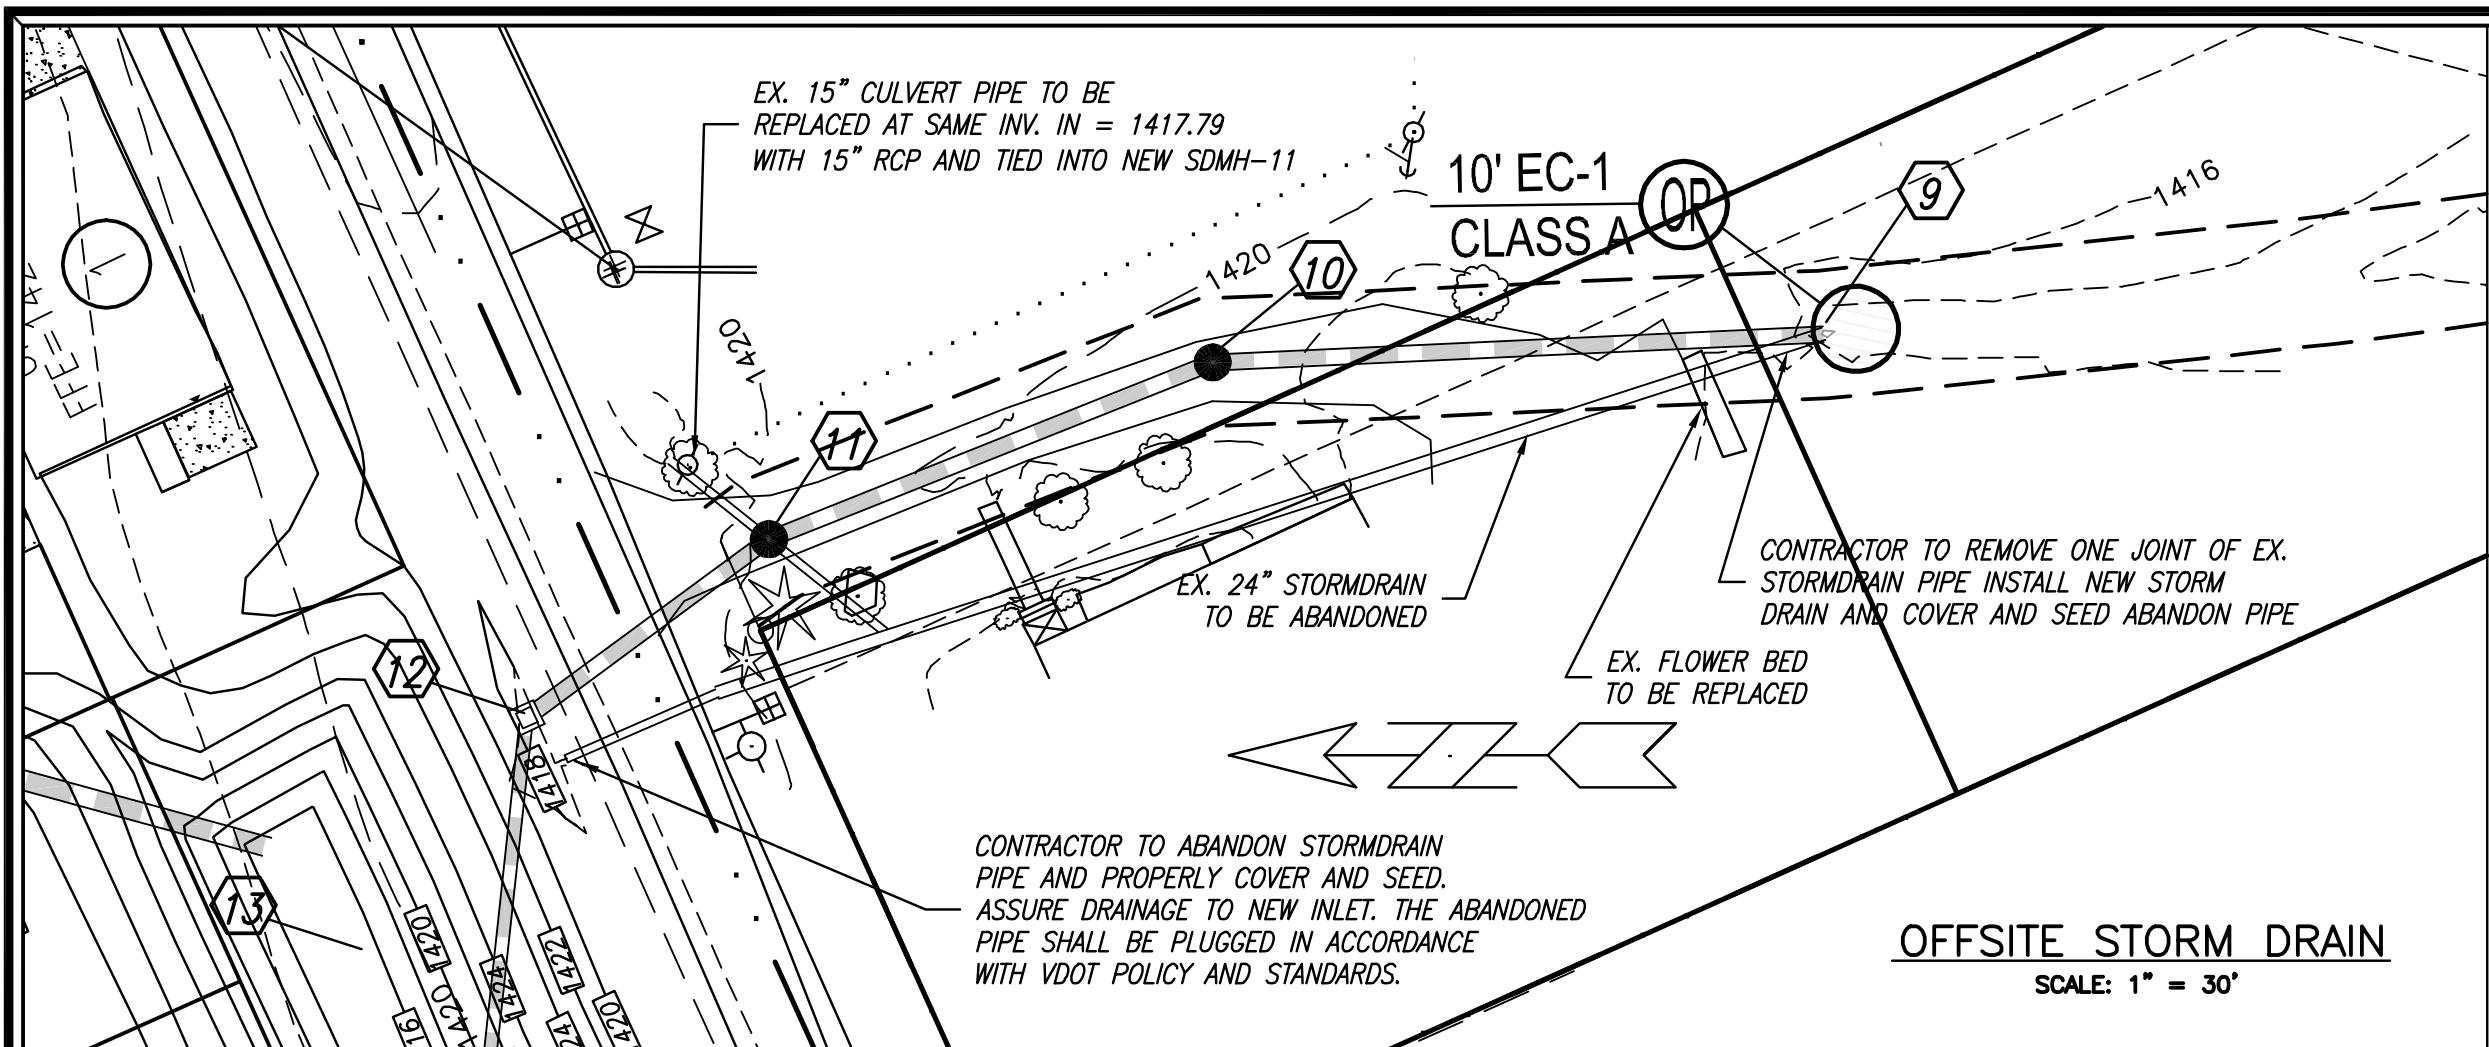 EX. 15" CULVERT PIPE TO BE
REPLACED AT SAME INV. IN = 1417.79
WITH 15" RCP AND TIED INTO NEW SDMH-11
10' EC-1
CLASS A
OP
9
1416
1420
10
1420
11
EX. 24" STORMDRAIN
TO BE ABANDONED
CONTRACTOR TO REMOVE ONE JOINT OF EX.
STORMDRAIN PIPE INSTALL NEW STORM
DRAIN AND COVER AND SEED ABANDON PIPE
EX. FLOWER BED
TO BE REPLACED
12
1418
CONTRACTOR TO ABANDON STORMDRAIN
PIPE AND PROPERLY COVER AND SEED.
ASSURE DRAINAGE TO NEW INLET. THE ABANDONED
PIPE SHALL BE PLUGGED IN ACCORDANCE
WITH VDOT POLICY AND STANDARDS.
13
1420
1424
1422
1420
OFFSITE STORM DRAIN
SCALE: 1" = 30'